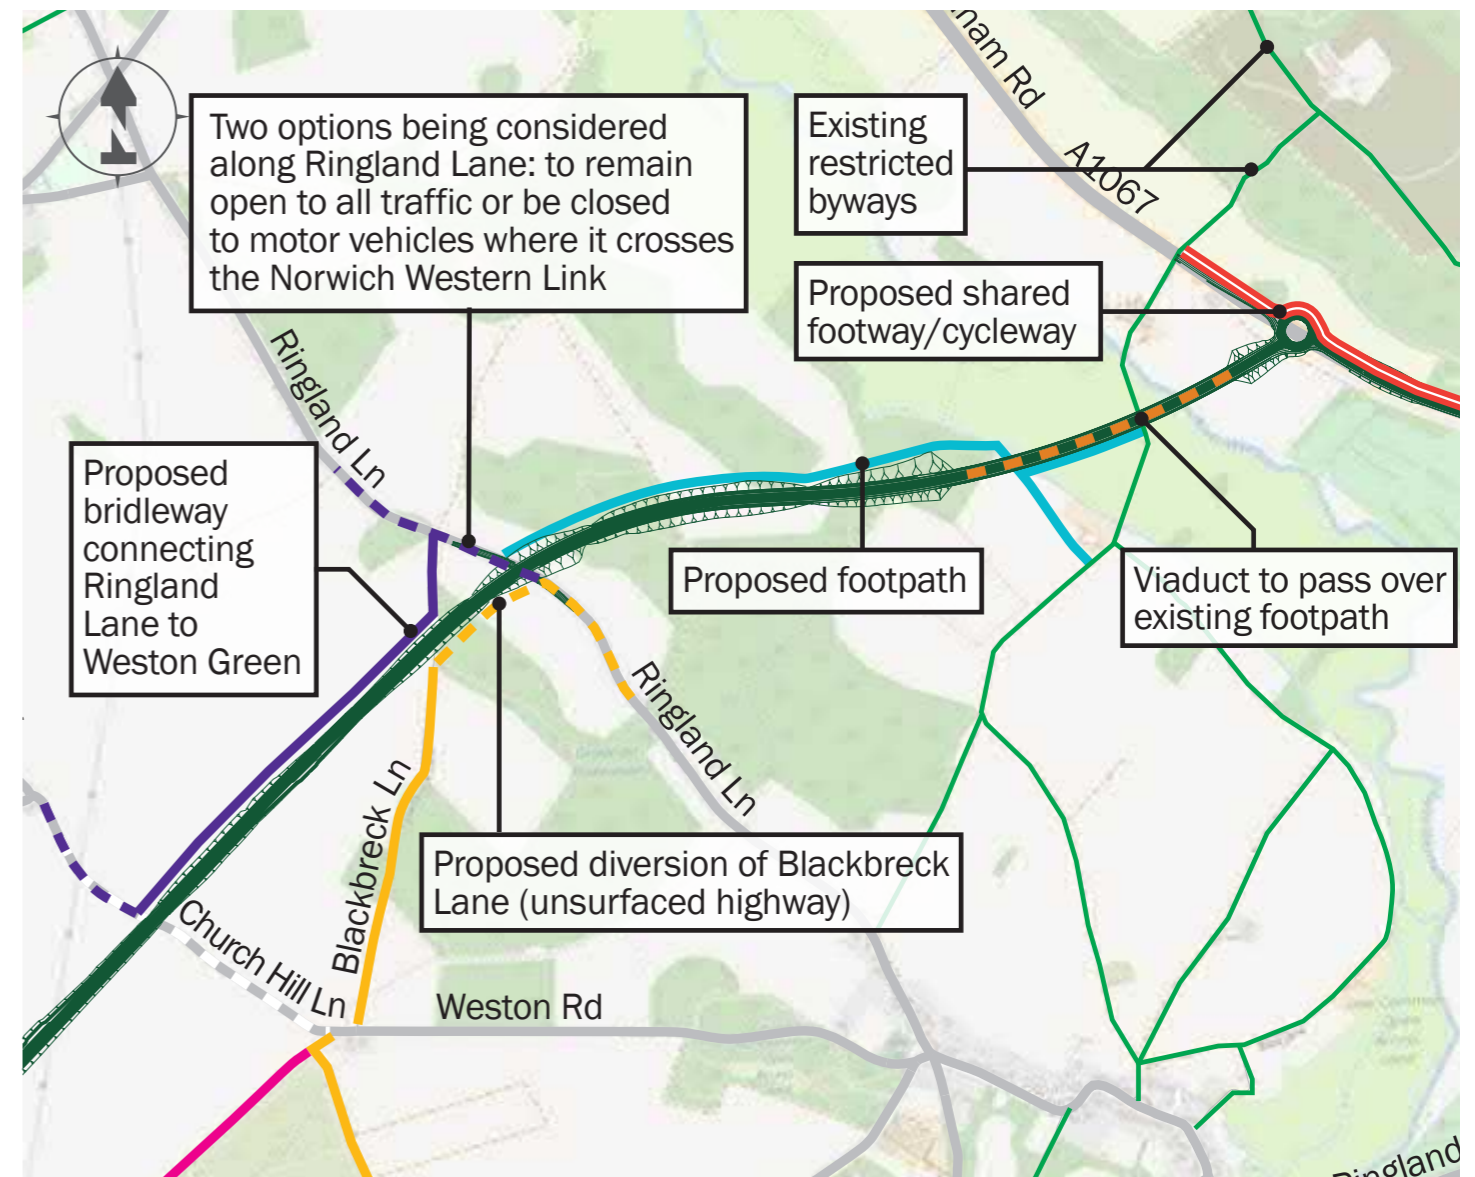 ham Rd
A1067
N
Two options being considered
along Ringland Lane: to remain
open to all traffic or be closed
to motor vehicles where it crosses
the Norwich Western Link
Existing
restricted
byways
Proposed shared
footway/cycleway
Ringland Ln
Proposed
bridleway
connecting
Ringland
Lane to
Weston Green
Proposed footpath
Viaduct to pass over
existing footpath
Ringland Ln
Blackbreck Ln
Proposed diversion of Blackbreck
Lane (unsurfaced highway)
Church Hill Ln
Weston Rd
Ringland